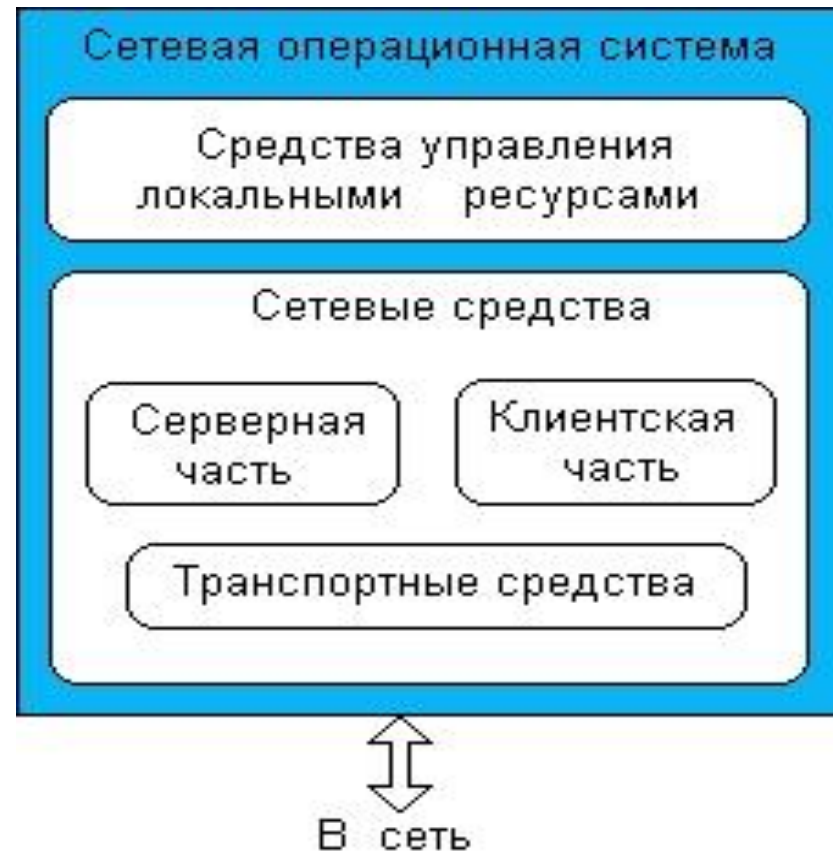 Сетевая операционная система
Средства управления
локальными ресурсами
Сетевые средства
Серверная
часть
Клиентская
часть
Транспортные средства
В сеть